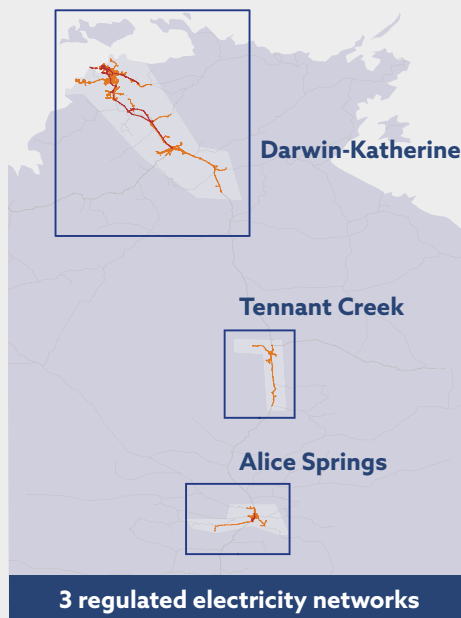 Darwin-Katherine
Tennant Creek
Alice Springs
3 regulated electricity networks